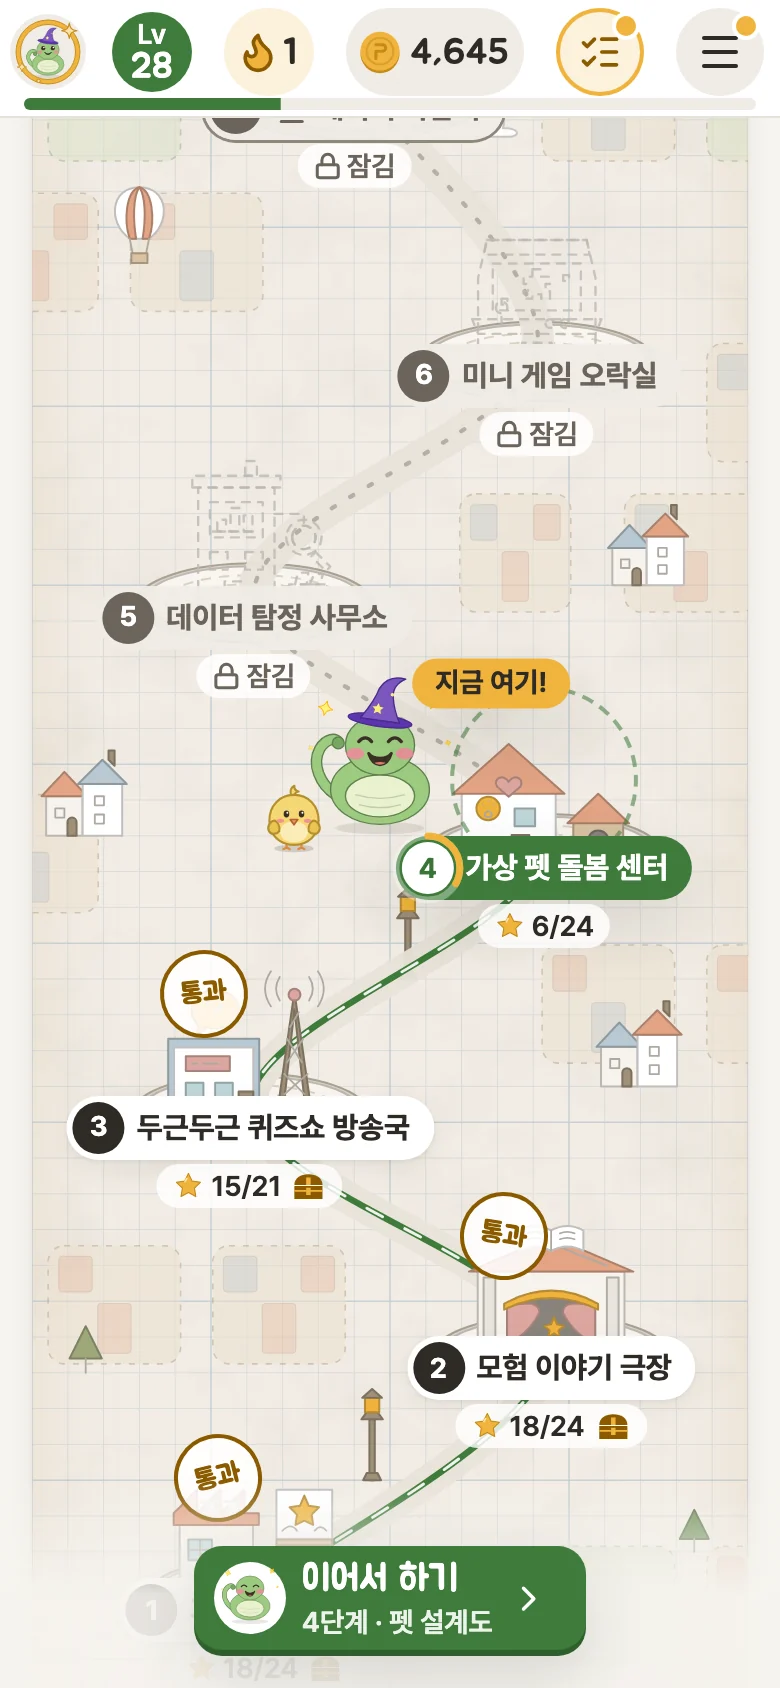 Lv
28
1
4,645
잠김
6 미니 게임 오락실
잠김
5 데이터 탐정 사무소
잠김
지금 여기!
4 가상 펫 돌봄 센터
6/24
통과
3 두근두근 퀴즈쇼 방송국
15/21
통과
2 모험 이야기 극장
18/24
통과
이어서 하기
4단계 · 펫 설계도
1
18/24